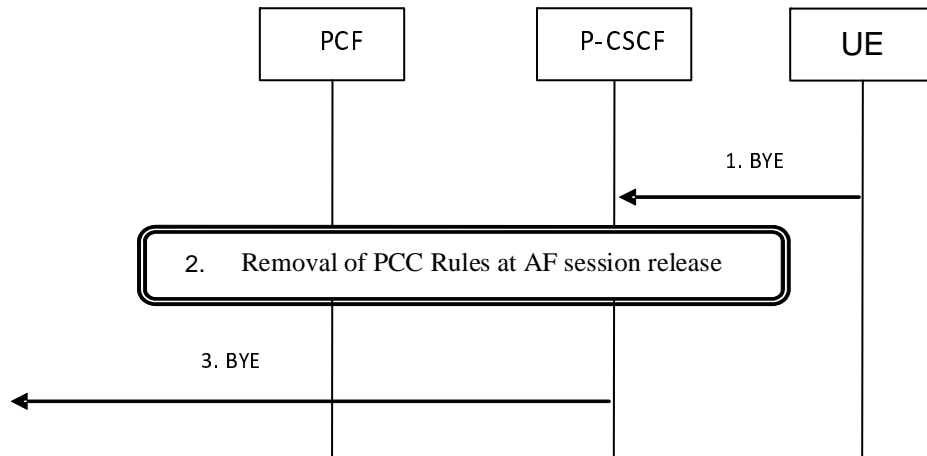 PCF
P-CSCF
UE
1. BYE
2. Removal of PCC Rules at AF session release
3. BYE